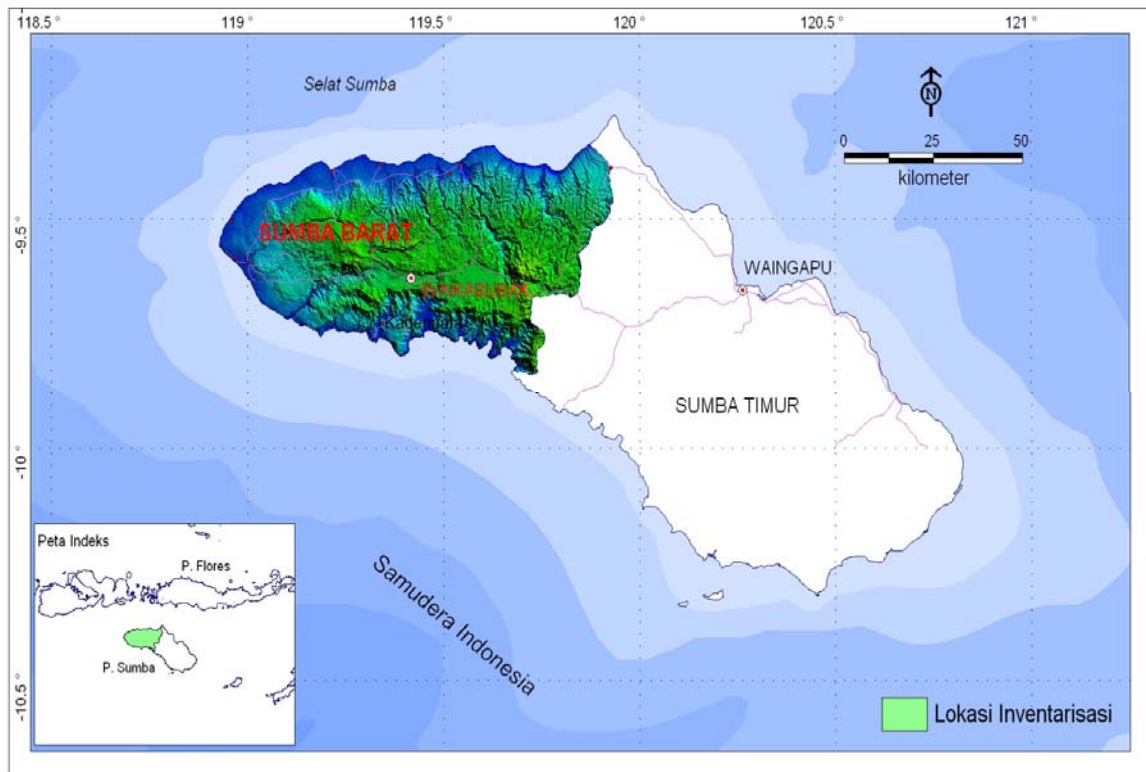 118.5 ° 119 ° 119.5 ° 120 ° 120.5 ° 121 °
Selat Sumba
N
0 25 50
kilometer
-9.5 °
SUMBA BARAT
WAINGAPU
WAIKABUBAK
SUMBA TIMUR
-10 °
Peta Indeks
P. Flores
P. Sumba
Samudera Indonesia
-10.5 °
Lokasi Inventarisasi